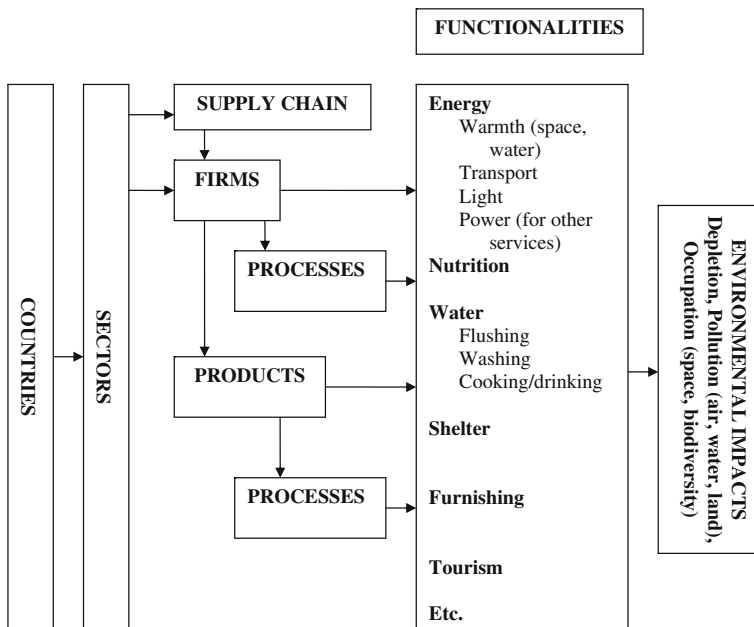 FUNCTIONALITIES
COUNTRIES
SECTORS
SUPPLY CHAIN
FIRMS
PROCESSES
PRODUCTS
PROCESSES
Energy
Warmth (space,
water)
Transport
Light
Power (for other
services)
Nutrition
Water
Flushing
Washing
Cooking/drinking
Shelter
Furnishing
Tourism
Etc.
ENVIRONMENTAL IMPACTS
Depletion, Pollution (air, water, land),
Occupation (space, biodiversity)